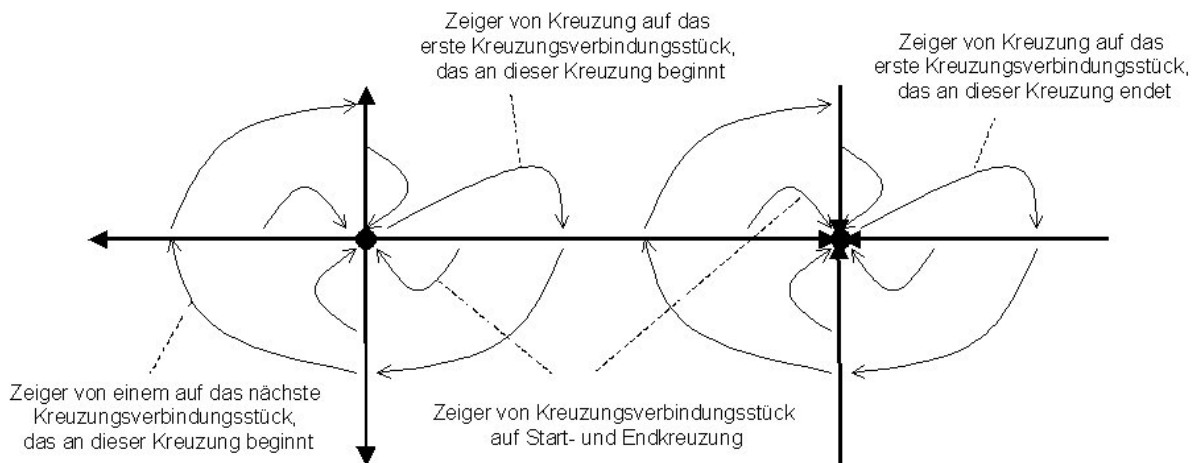 Zeiger von Kreuzung auf das
erste Kreuzungsverbindungsstück,
das an dieser Kreuzung beginnt
Zeiger von Kreuzung auf das
erste Kreuzungsverbindungsstück,
das an dieser Kreuzung endet
Zeiger von einem auf das nächste
Kreuzungsverbindungsstück,
das an dieser Kreuzung beginnt
Zeiger von Kreuzungsverbindungsstück
auf Start- und Endkreuzung